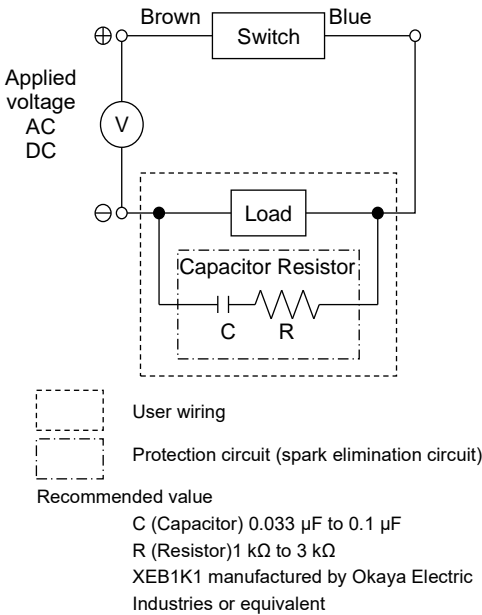 Brown
Blue
⊕
Switch
Applied
voltage
AC
DC
V
⊖
Load
Capacitor Resistor
C
R
User wiring
Protection circuit (spark elimination circuit)
Recommended value
C (Capacitor) 0.033 µF to 0.1 µF
R (Resistor)1 kΩ to 3 kΩ
XEB1K1 manufactured by Okaya Electric
Industries or equivalent